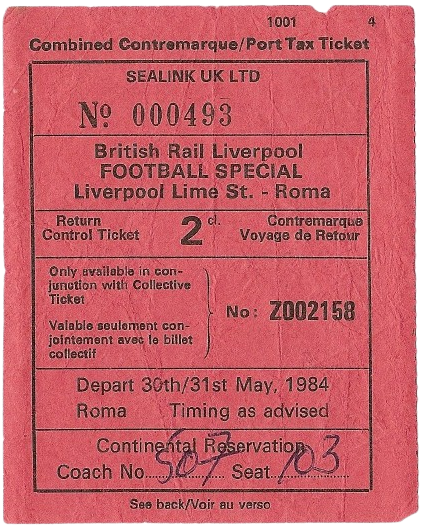 1001 4
Combined Contremarque/Port Tax Ticket
SEALINK UK LTD
No 000493
British Rail Liverpool
FOOTBALL SPECIAL
Liverpool Lime St. - Roma
Return
Control Ticket
2 cl.
Contremarque
Voyage de Retour
Only available in con-
junction with Collective
Ticket
Valable seulement con-
jointement avec le billet
collectif
No: Z002158
Depart 30th/31st May, 1984
Roma Timing as advised
Continental Reservation
Coach No. 507 Seat 103
See back/Voir au verso